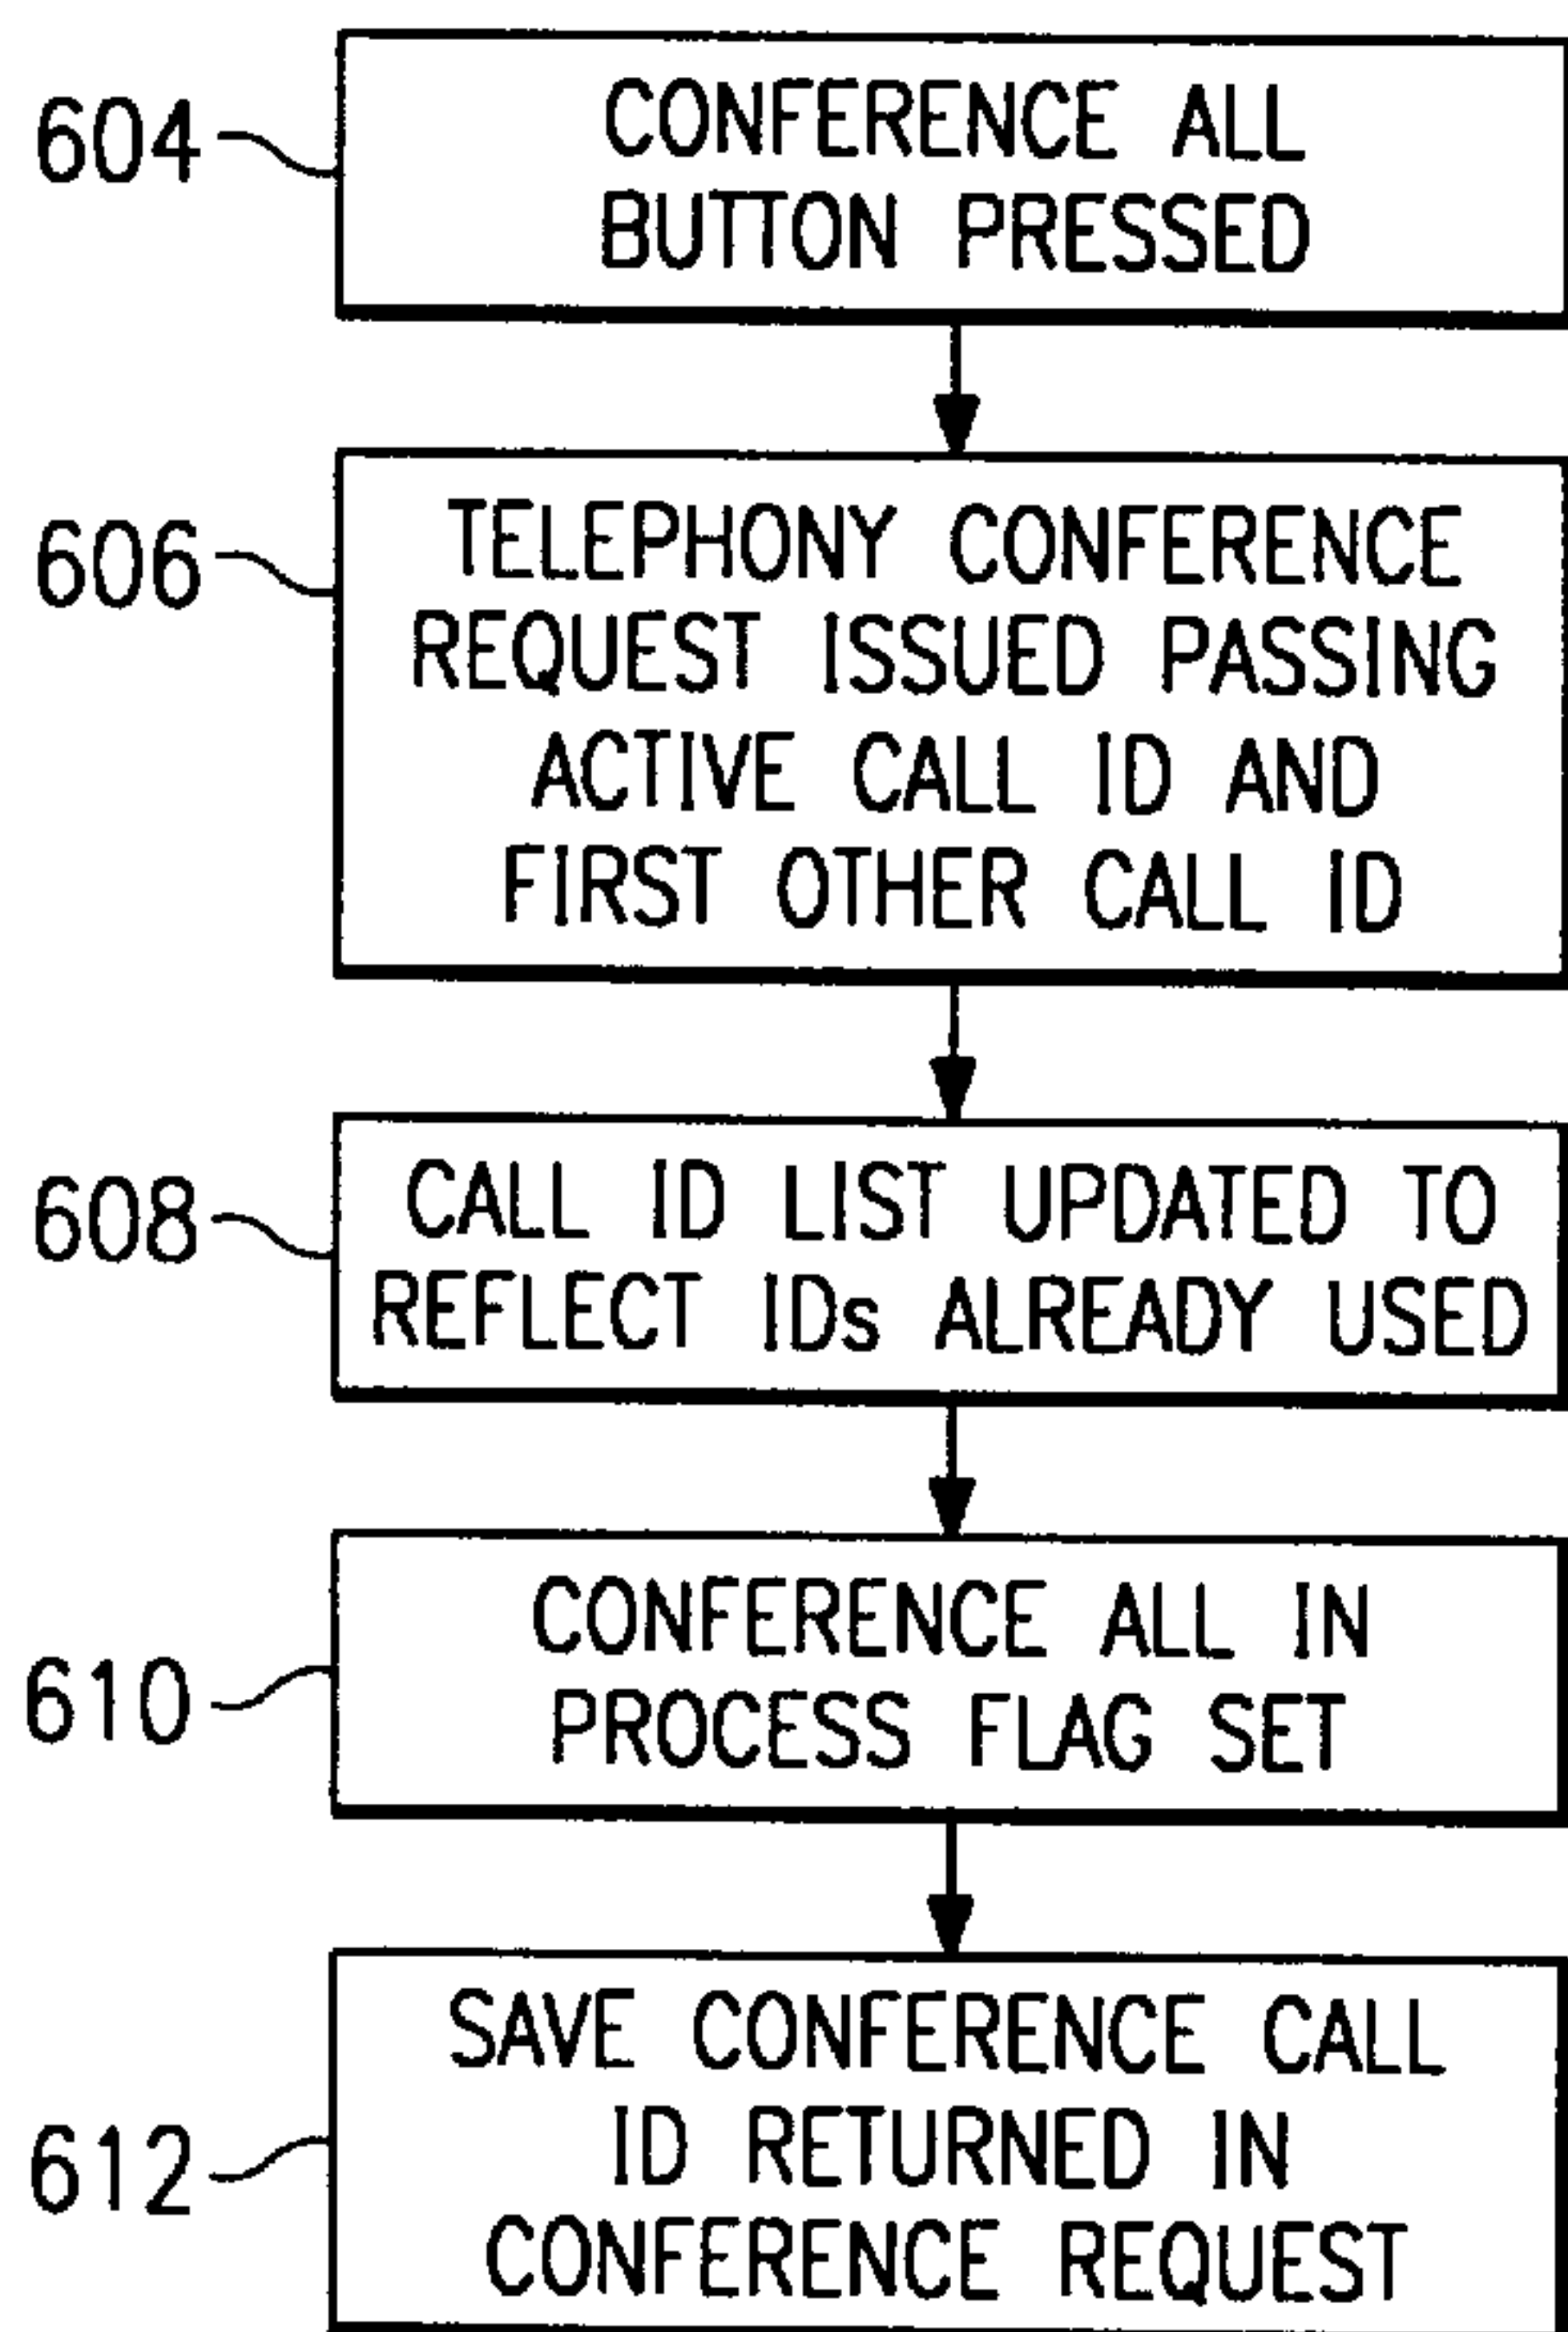 604
CONFERENCE ALL
BUTTON PRESSED
606
TELEPHONY CONFERENCE
REQUEST ISSUED PASSING
ACTIVE CALL ID AND
FIRST OTHER CALL ID
608
CALL ID LIST UPDATED TO
REFLECT IDs ALREADY USED
610
CONFERENCE ALL IN
PROCESS FLAG SET
612
SAVE CONFERENCE CALL
ID RETURNED IN
CONFERENCE REQUEST